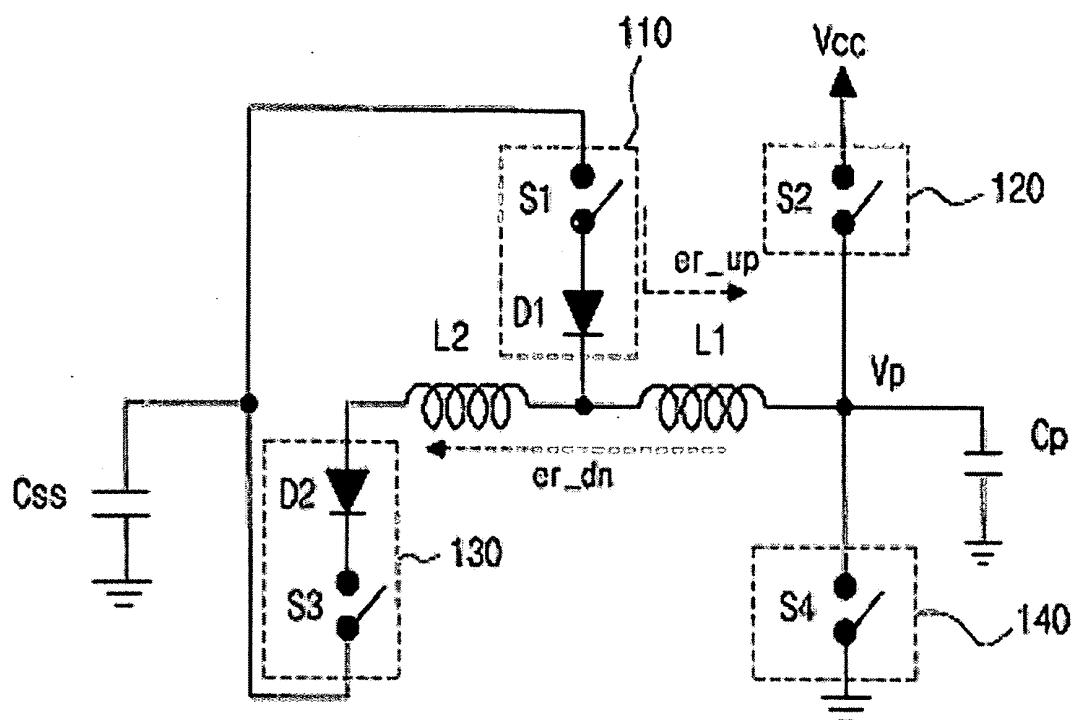 110
Vcc
S1
S2
120
er_up
D1
L2
L1
Vp
Cp
er_dn
Css
D2
130
S3
S4
140